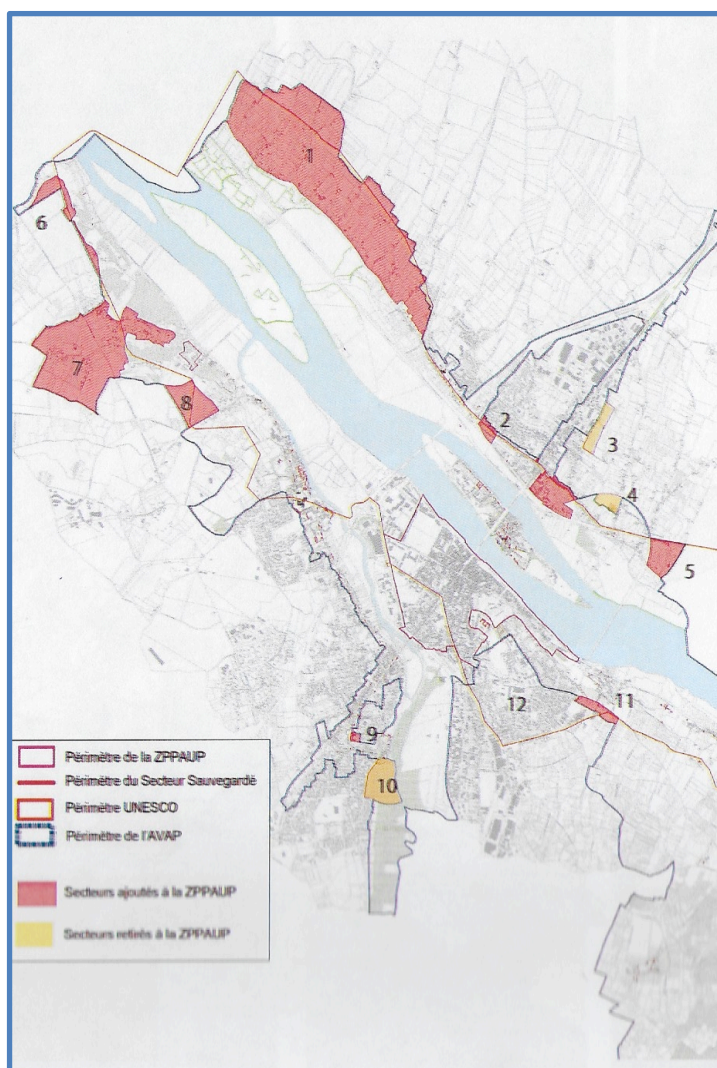 1
6
7
8
2
3
4
5
12
11
9
10
Périmètre de la ZPPAUP
Périmètre du Secteur Sauvegardé
Périmètre UNESCO
Périmètre de l'AVAP
Secteurs ajoutés à la ZPPAUP
Secteurs retirés à la ZPPAUP